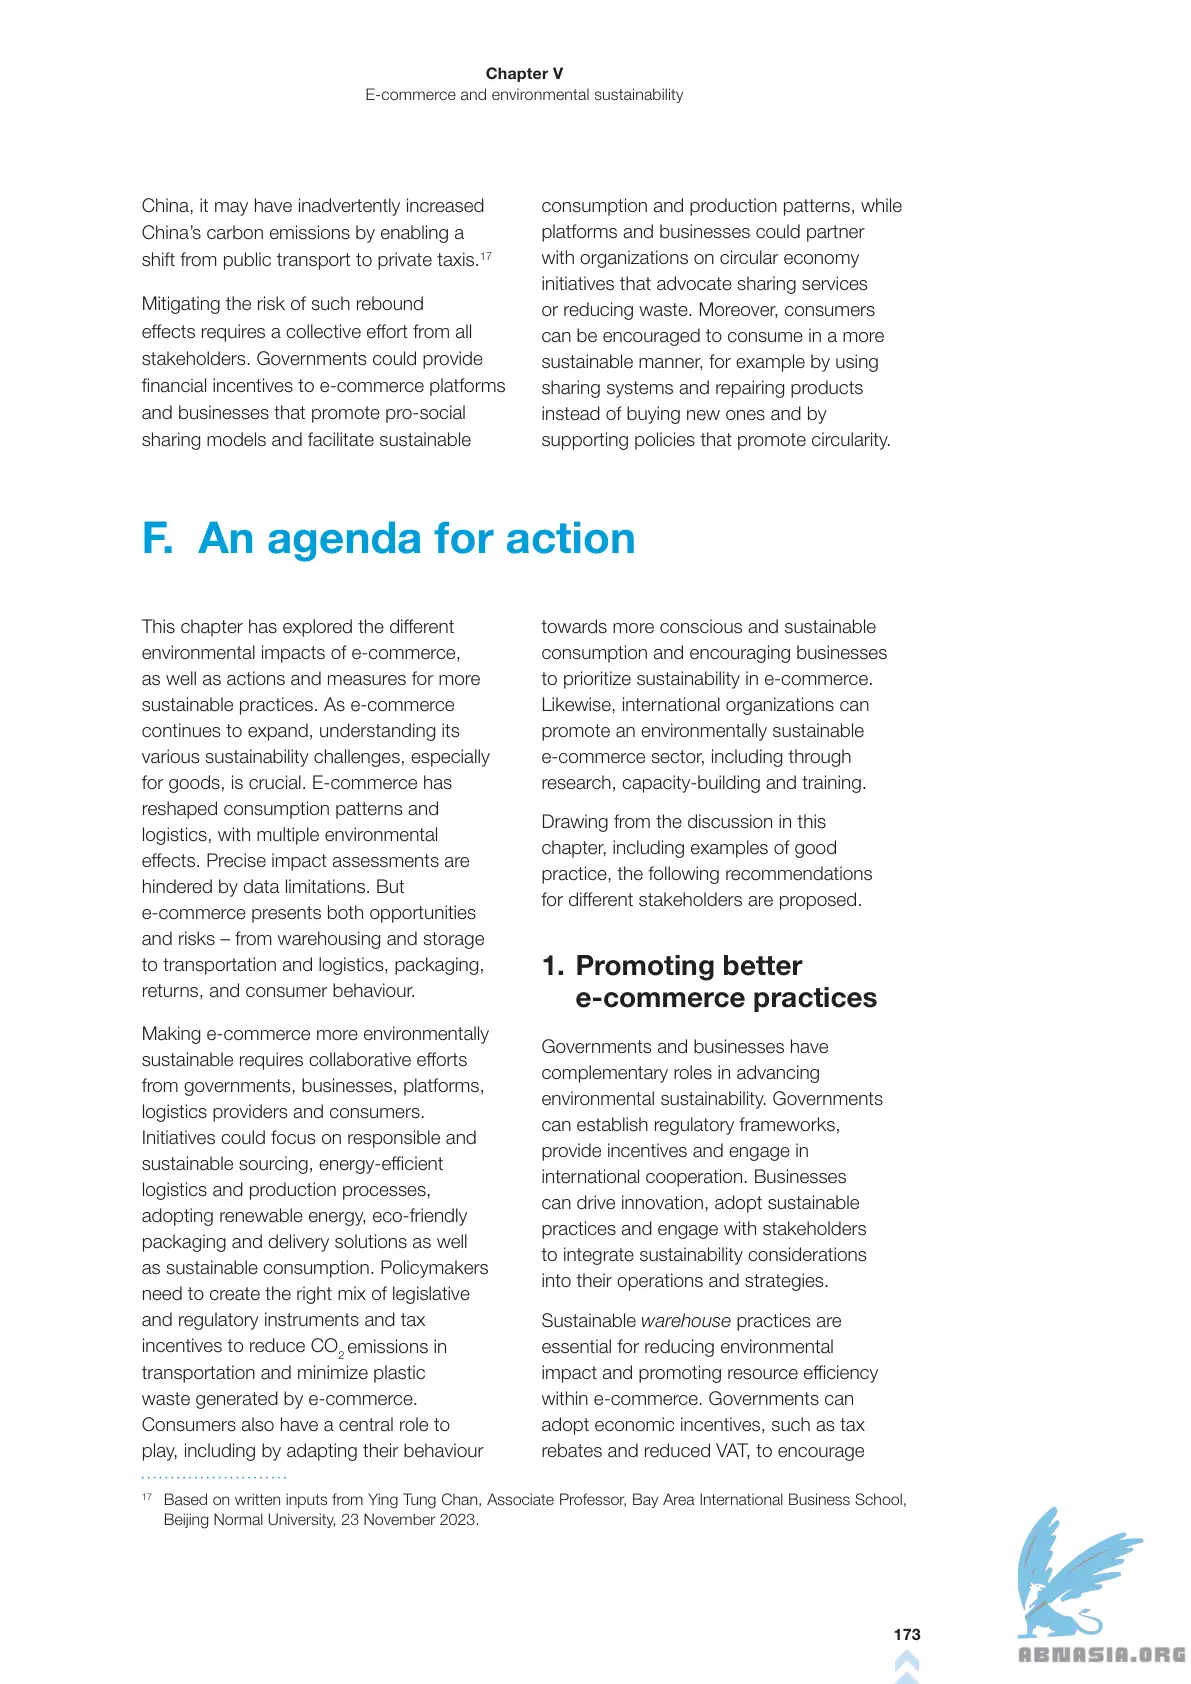 Chapter V
E-commerce and environmental sustainability
China, it may have inadvertently increased
China's carbon emissions by enabling a
shift from public transport to private taxis.17
Mitigating the risk of such rebound
effects requires a collective effort from all
stakeholders. Governments could provide
financial incentives to e-commerce platforms
and businesses that promote pro-social
sharing models and facilitate sustainable
consumption and production patterns, while
platforms and businesses could partner
with organizations on circular economy
initiatives that advocate sharing services
or reducing waste. Moreover, consumers
can be encouraged to consume in a more
sustainable manner, for example by using
sharing systems and repairing products
instead of buying new ones and by
supporting policies that promote circularity.
F. An agenda for action
This chapter has explored the different
environmental impacts of e-commerce,
as well as actions and measures for more
sustainable practices. As e-commerce
continues to expand, understanding its
various sustainability challenges, especially
for goods, is crucial. E-commerce has
reshaped consumption patterns and
logistics, with multiple environmental
effects. Precise impact assessments are
hindered by data limitations. But
e-commerce presents both opportunities
and risks – from warehousing and storage
to transportation and logistics, packaging,
returns, and consumer behaviour.
Making e-commerce more environmentally
sustainable requires collaborative efforts
from governments, businesses, platforms,
logistics providers and consumers.
Initiatives could focus on responsible and
sustainable sourcing, energy-efficient
logistics and production processes,
adopting renewable energy, eco-friendly
packaging and delivery solutions as well
as sustainable consumption. Policymakers
need to create the right mix of legislative
and regulatory instruments and tax
incentives to reduce CO2 emissions in
transportation and minimize plastic
waste generated by e-commerce.
Consumers also have a central role to
play, including by adapting their behaviour
towards more conscious and sustainable
consumption and encouraging businesses
to prioritize sustainability in e-commerce.
Likewise, international organizations can
promote an environmentally sustainable
e-commerce sector, including through
research, capacity-building and training.
Drawing from the discussion in this
chapter, including examples of good
practice, the following recommendations
for different stakeholders are proposed.
1. Promoting better
e-commerce practices
Governments and businesses have
complementary roles in advancing
environmental sustainability. Governments
can establish regulatory frameworks,
provide incentives and engage in
international cooperation. Businesses
can drive innovation, adopt sustainable
practices and engage with stakeholders
to integrate sustainability considerations
into their operations and strategies.
Sustainable warehouse practices are
essential for reducing environmental
impact and promoting resource efficiency
within e-commerce. Governments can
adopt economic incentives, such as tax
rebates and reduced VAT, to encourage
17 Based on written inputs from Ying Tung Chan, Associate Professor, Bay Area International Business School,
Beijing Normal University, 23 November 2023.
173
ABNASIA.ORG